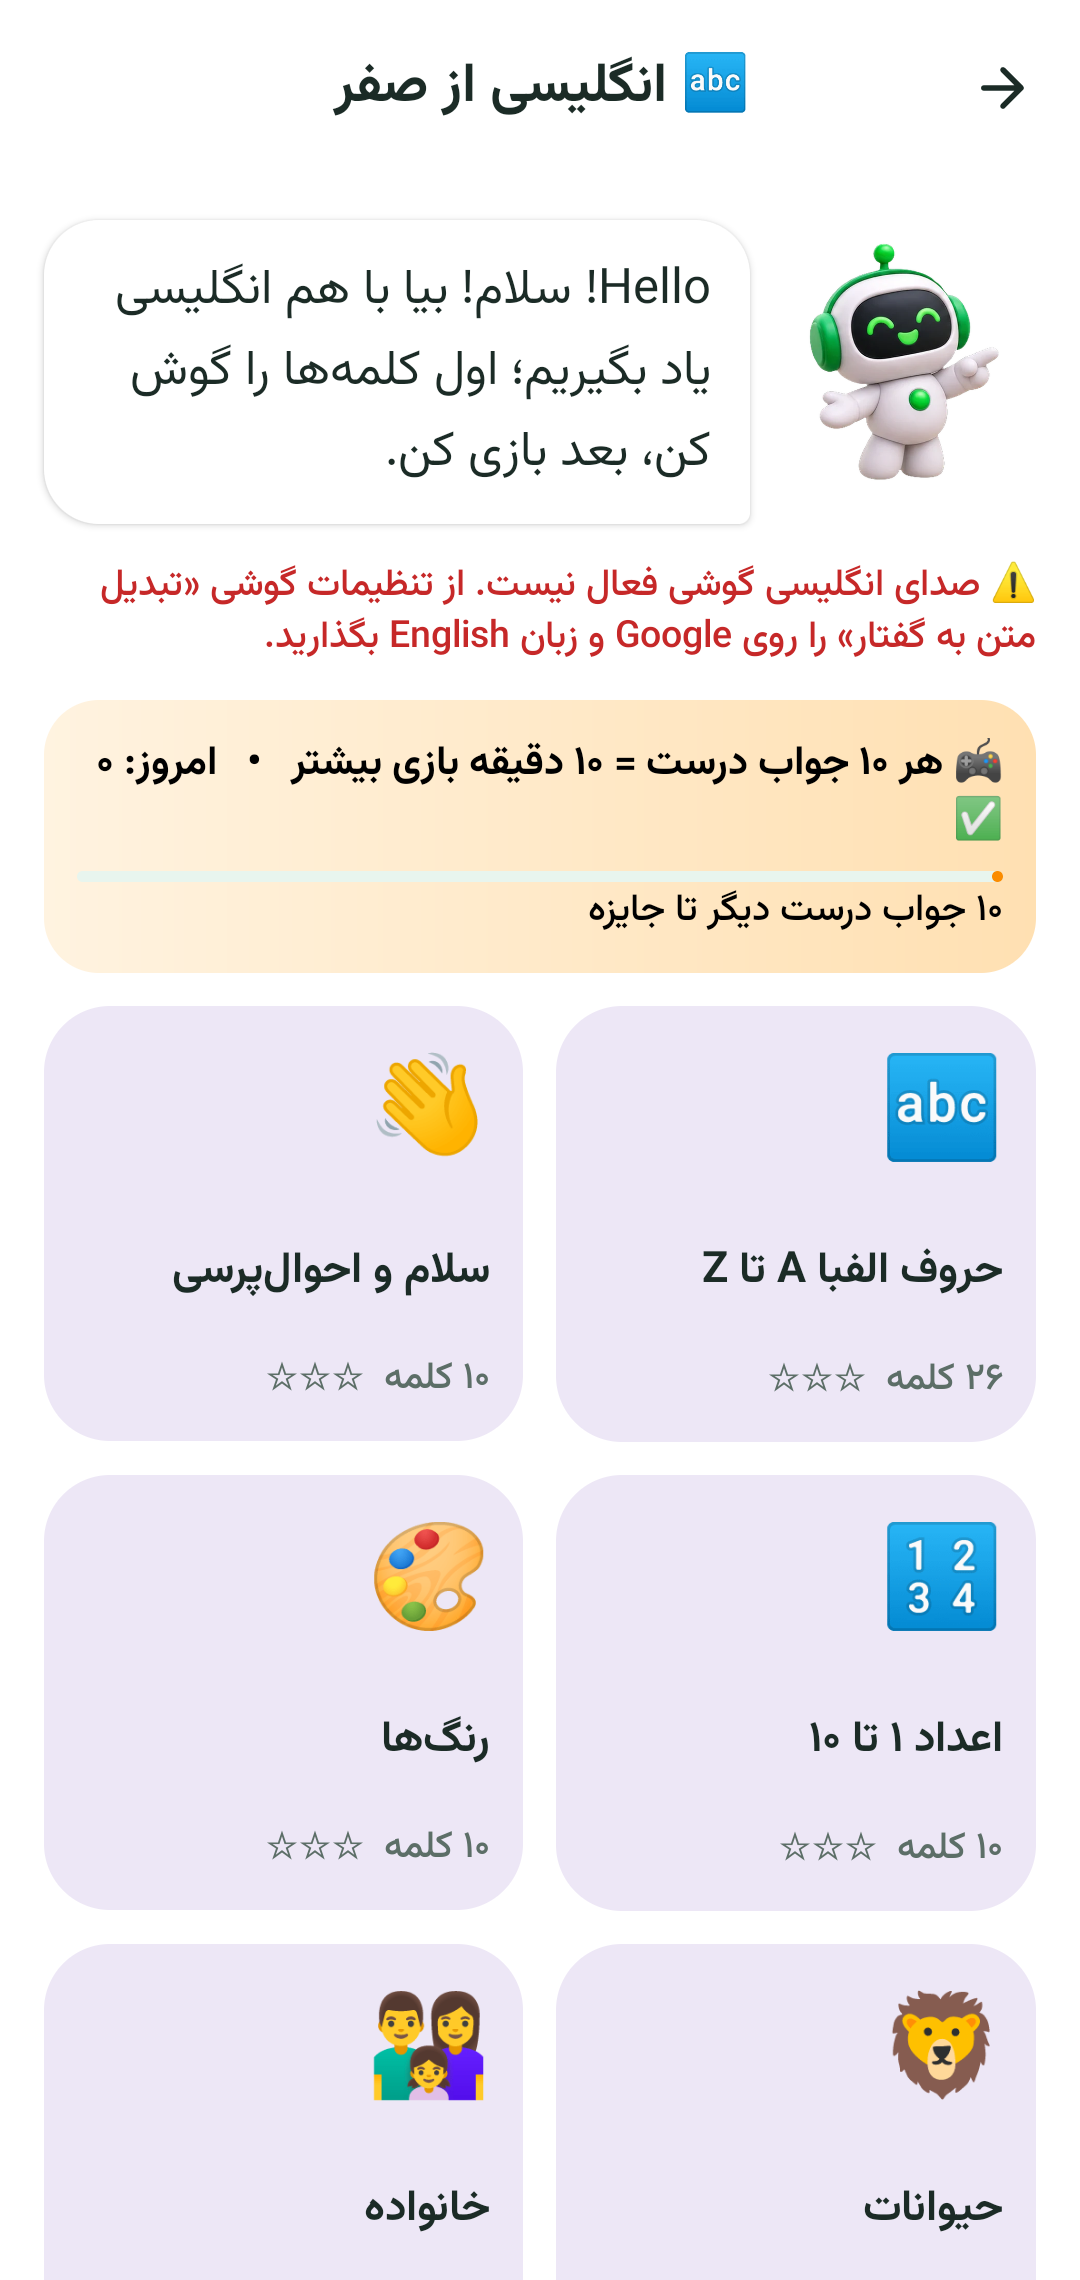 🔤 انگلیسی از صفر
Hello! سلام! بیا با هم انگلیسی
یاد بگیریم؛ اول کلمه‌ها را گوش
کن، بعد بازی کن.
⚠️ صدای انگلیسی گوشی فعال نیست. از تنظیمات گوشی «تبدیل
متن به گفتار» را روی Google و زبان English بگذارید.
🎮 هر ۱۰ جواب درست = ۱۰ دقیقه بازی بیشتر • امروز: ۰
✅
۱۰ جواب درست دیگر تا جایزه
abc
حروف الفبا A تا Z
۲۶ کلمه ☆☆☆
👋
سلام و احوال‌پرسی
۱۰ کلمه ☆☆☆
1 2
3 4
اعداد ۱ تا ۱۰
۱۰ کلمه ☆☆☆
🎨
رنگ‌ها
۱۰ کلمه ☆☆☆
🦁
حیوانات
👨‍👩‍👧
خانواده